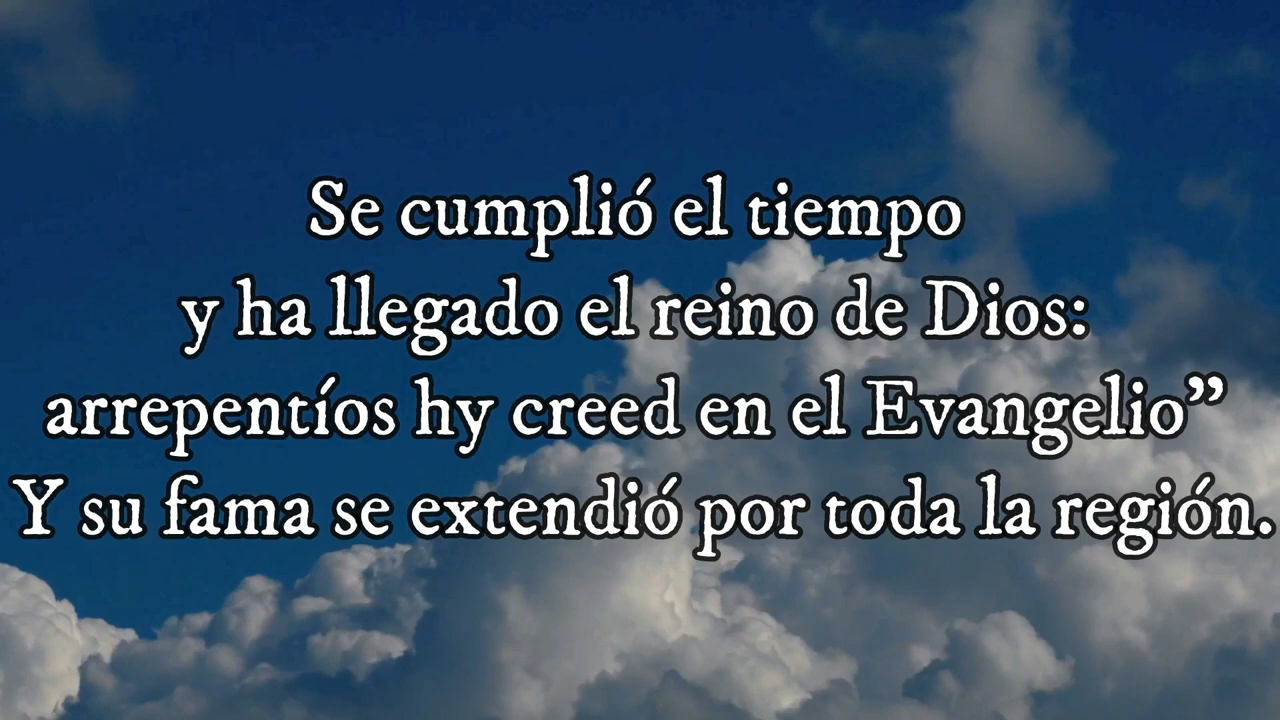 Se cumplió el tiempo
y ha llegado el reino de Dios:
arrepentíos hy creed en el Evangelio”
Y su fama se extendió por toda la región.